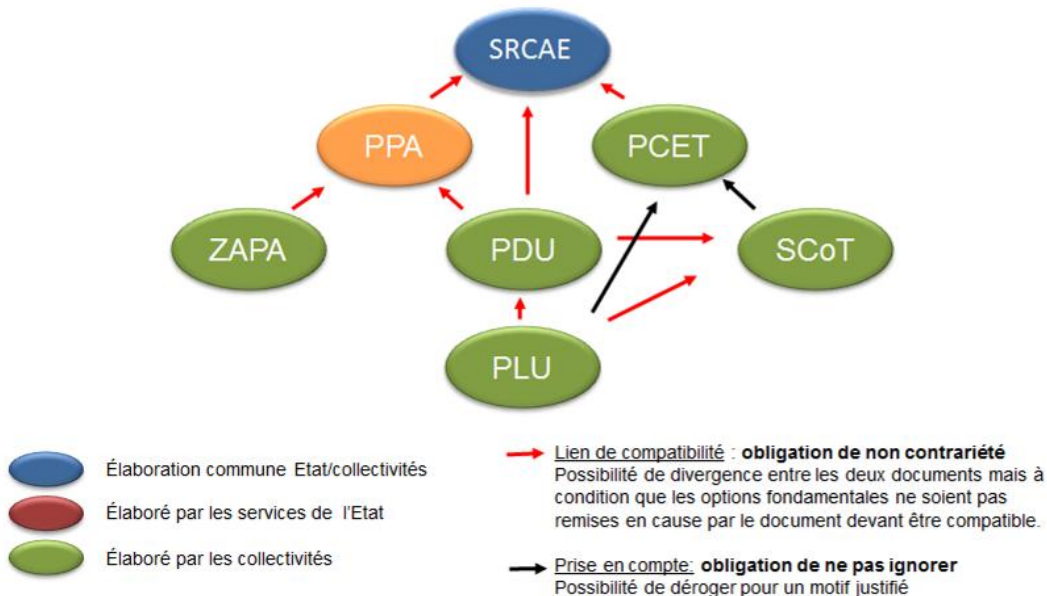 SRCAE
PPA
PCET
ZAPA
PDU
SCoT
PLU
Élaboration commune Etat/collectivités
Élaboré par les services de l'Etat
Élaboré par les collectivités
Lien de compatibilité : obligation de non contrariété
Possibilité de divergence entre les deux documents mais à
condition que les options fondamentales ne soient pas
remises en cause par le document devant être compatible.
Prise en compte: obligation de ne pas ignorer
Possibilité de déroger pour un motif justifié